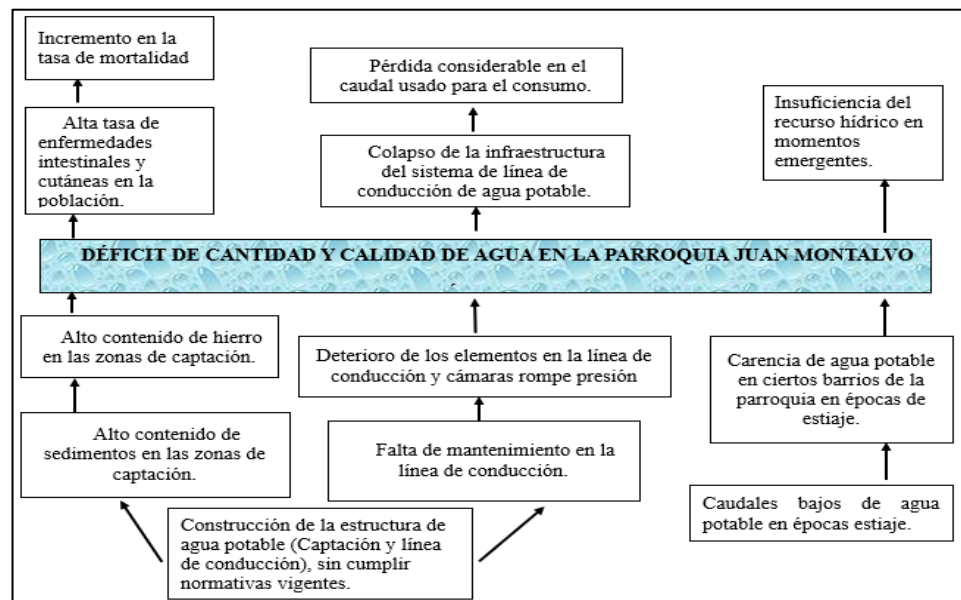 Incremento en la
tasa de mortalidad
Pérdida considerable en el
caudal usado para el consumo.
Insuficiencia del
recurso hídrico en
momentos
emergentes.
Alta tasa de
enfermedades
intestinales y
cutáneas en la
población.
Colapso de la infraestructura
del sistema de línea de
conducción de agua potable.
DÉFICIT DE CANTIDAD Y CALIDAD DE AGUA EN LA PARROQUIA JUAN MONTALVO
Alto contenido de hierro
en las zonas de captación.
Deterioro de los elementos en la línea de
conducción y cámaras rompe presión
Carencia de agua potable
en ciertos barrios de la
parroquia en épocas de
estiaje.
Alto contenido de
sedimentos en las zonas de
captación.
Falta de mantenimiento en la
línea de conducción.
Caudales bajos de agua
potable en épocas estiaje.
Construcción de la estructura de
agua potable (Captación y línea
de conducción), sin cumplir
normativas vigentes.